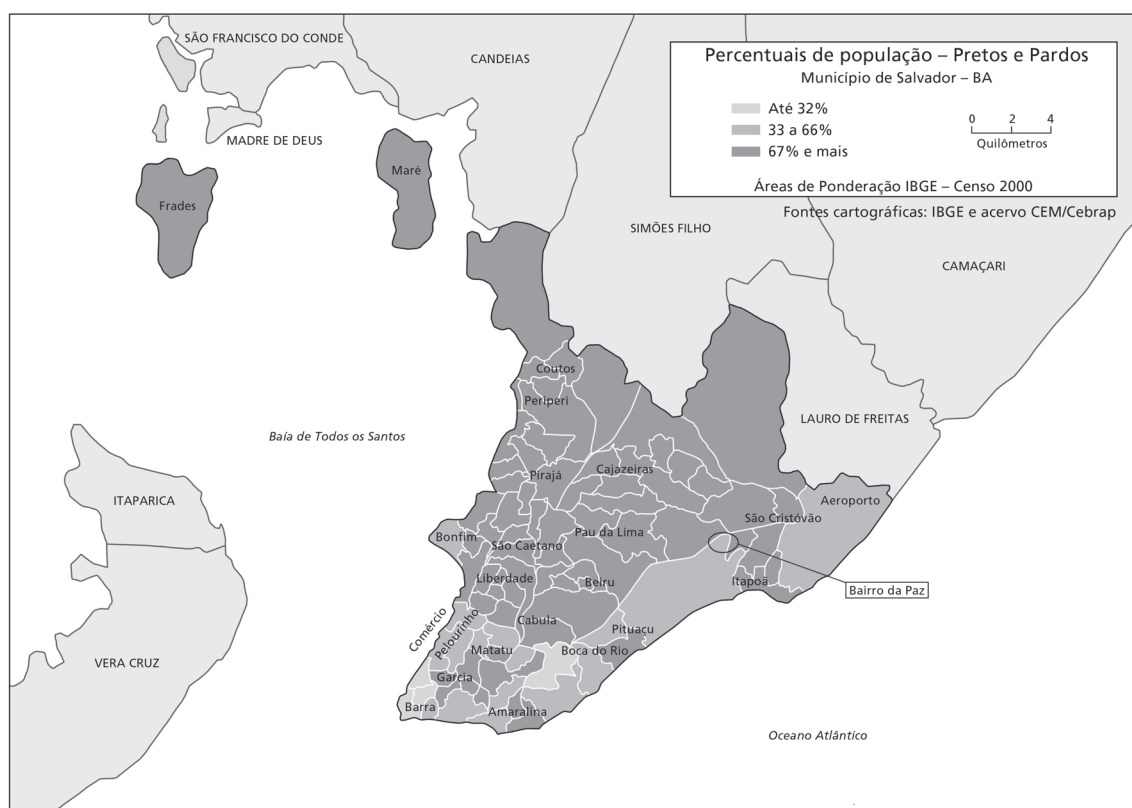 SÃO FRANCISCO DO CONDE
CANDEIAS
Percentuais de população – Pretos e Pardos
Município de Salvador – BA
Até 32%
33 a 66%
67% e mais
0 2 4
Quilômetros
Áreas de Ponderação IBGE – Censo 2000
Fontes cartográficas: IBGE e acervo CEM/Cebrap
MADRE DE DEUS
Maré
Frades
SIMÕES FILHO
CAMAÇARI
Coutos
Periperi
LAURO DE FREITAS
Baía de Todos os Santos
Pirajá
Cajazeiras
ITAPARICA
Aeroporto
São Cristóvão
Bonfim
São Caetano
Pau da Lima
Liberdade
Beiru
Itapoã
Bairro da Paz
Comércio
Pelourinho
Cabula
Pituaçu
Matatu
Boca do Rio
VERA CRUZ
Garcia
Barra
Amaralina
Oceano Atlântico